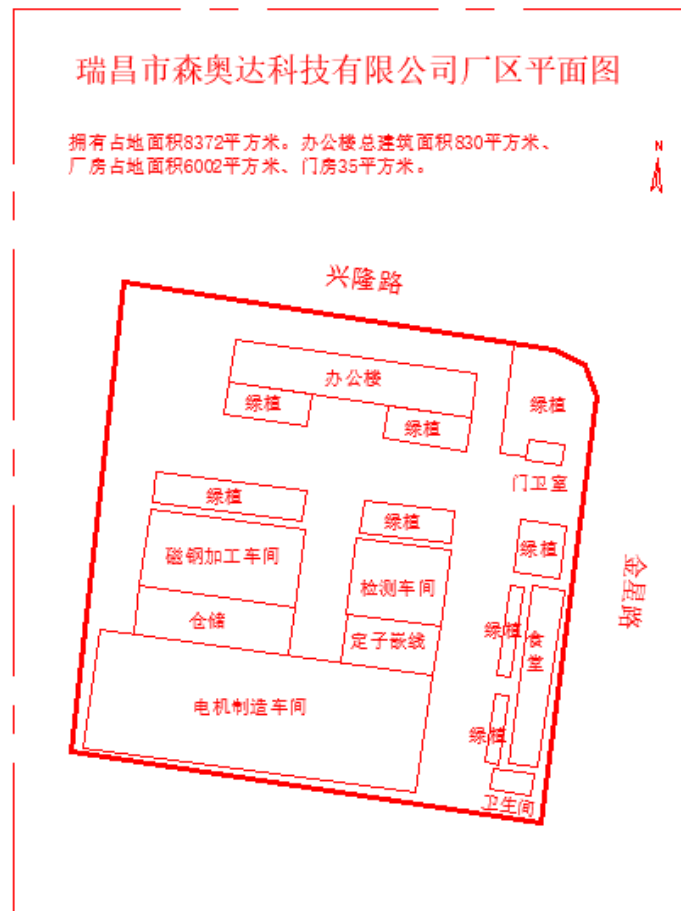 瑞昌市森奥达科技有限公司厂区平面图
拥有占地面积8372平方米。办公楼总建筑面积830平方米、
厂房占地面积6002平方米、门房35平方米。
N
兴隆路
办公楼
绿植
绿植
绿植
门卫室
绿植
绿植
绿植
磁钢加工车间
检测车间
金星路
仓储
定子嵌线
绿植
食堂
电机制造车间
绿植
卫生间